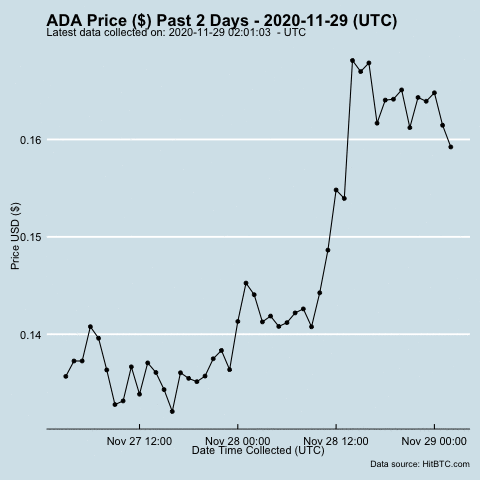 ADA Price ($) Past 2 Days - 2020-11-29 (UTC)
Latest data collected on: 2020-11-29 02:01:03 - UTC
0.16
0.15
0.14
Price USD ($)
Nov 27 12:00 Nov 28 00:00 Nov 28 12:00 Nov 29 00:00
Date Time Collected (UTC)
Data source: HitBTC.com